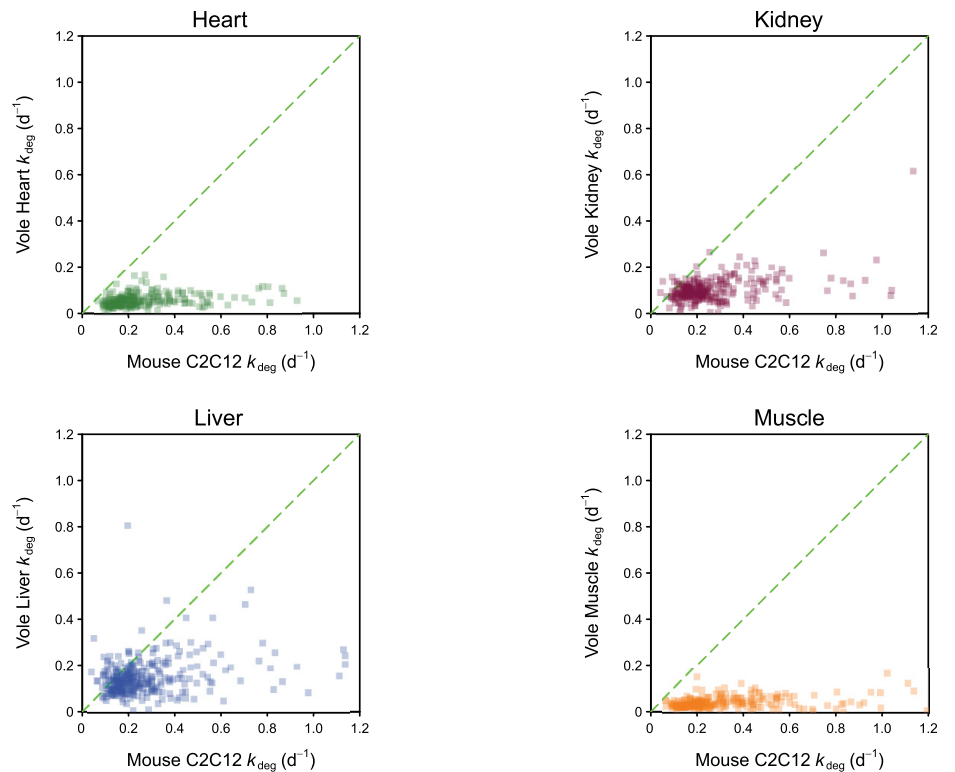 Heart
1.2
1.0
0.8
0.6
0.4
0.2
0
Vole Heart kdeg (d−1)
0 0.2 0.4 0.6 0.8 1.0 1.2
Mouse C2C12 kdeg (d−1)
Kidney
1.2
1.0
0.8
0.6
0.4
0.2
0
Vole Kidney kdeg (d−1)
0 0.2 0.4 0.6 0.8 1.0 1.2
Mouse C2C12 kdeg (d−1)
Liver
1.2
1.0
0.8
0.6
0.4
0.2
0
Vole Liver kdeg (d−1)
0 0.2 0.4 0.6 0.8 1.0 1.2
Mouse C2C12 kdeg (d−1)
Muscle
1.2
1.0
0.8
0.6
0.4
0.2
0
Vole Muscle kdeg (d−1)
0 0.2 0.4 0.6 0.8 1.0 1.2
Mouse C2C12 kdeg (d−1)